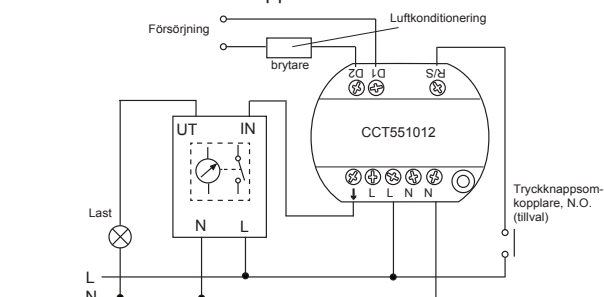 Luftkonditionering
Försörjning
brytare
D2 D1 R/S
UT IN
CCT551012
L L N N
Tryckknappsom-
kopplare, N.O.
(tillval)
Last
N L
L
N